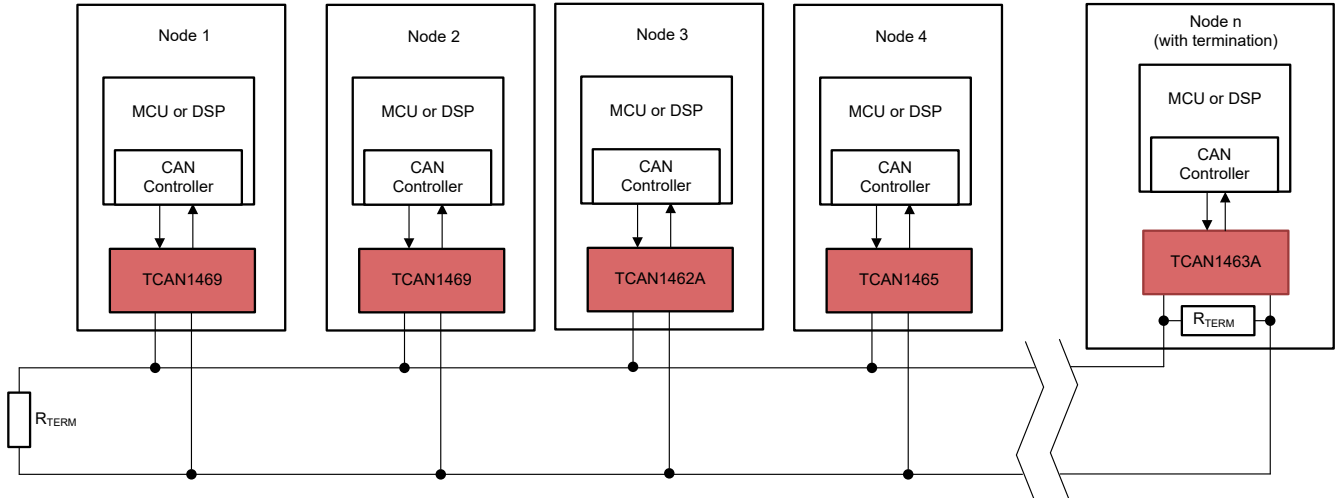 Node 1
MCU or DSP
CAN
Controller
TCAN1469
Node 2
MCU or DSP
CAN
Controller
TCAN1469
Node 3
MCU or DSP
CAN
Controller
TCAN1462A
Node 4
MCU or DSP
CAN
Controller
TCAN1465
Node n
(with termination)
MCU or DSP
CAN
Controller
TCAN1463A
RTERM
RTERM